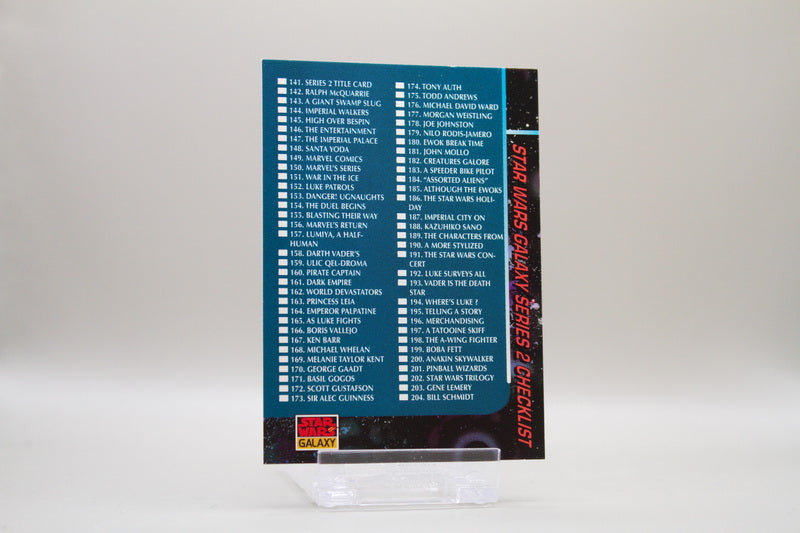 141. SERIES 2 TITLE CARD
142. RALPH McQUARRIE
143. A GIANT SWAMP SLUG
144. IMPERIAL WALKERS
145. HIGH OVER BESPIN
146. THE ENTERTAINMENT
147. THE IMPERIAL PALACE
148. SANTA YODA
149. MARVEL COMICS
150. MARVEL'S SERIES
151. WAR IN THE ICE
152. LUKE PATROLS
153. DANGER! UGNAUGHTS
154. THE DUEL BEGINS
155. BLASTING THEIR WAY
156. MARVEL'S RETURN
157. LUMIYA, A HALF-
HUMAN
158. DARTH VADER'S
159. ULIC QEL-DROMA
160. PIRATE CAPTAIN
161. DARK EMPIRE
162. WORLD DEVASTATORS
163. PRINCESS LEIA
164. EMPEROR PALPATINE
165. AS LUKE FIGHTS
166. BORIS VALLEJO
167. KEN BARR
168. MICHAEL WHELAN
169. MELANIE TAYLOR KENT
170. GEORGE GAADT
171. BASIL GOGOS
172. SCOTT GUSTAFSON
173. SIR ALEC GUINNESS
174. TONY AUTH
175. TODD ANDREWS
176. MICHAEL DAVID WARD
177. MORGAN WEISTLING
178. JOE JOHNSTON
179. NILO RODIS-JAMERO
180. EWOK BREAK TIME
181. JOHN MOLLO
182. CREATURES GALORE
183. A SPEEDER BIKE PILOT
184. "ASSORTED ALIENS"
185. ALTHOUGH THE EWOKS
186. THE STAR WARS HOLI-
DAY
187. IMPERIAL CITY ON
188. KAZUHIKO SANO
189. THE CHARACTERS FROM
190. A MORE STYLIZED
191. THE STAR WARS CON-
CERT
192. LUKE SURVEYS ALL
193. VADER IS THE DEATH
STAR
194. WHERE'S LUKE ?
195. TELLING A STORY
196. MERCHANDISING
197. A TATOOINE SKIFF
198. THE A-WING FIGHTER
199. BOBA FETT
200. ANAKIN SKYWALKER
201. PINBALL WIZARDS
202. STAR WARS TRILOGY
203. GENE LEMERY
204. BILL SCHMIDT
STAR WARS GALAXY SERIES 2 CHECKLIST
STAR
WARS
GALAXY